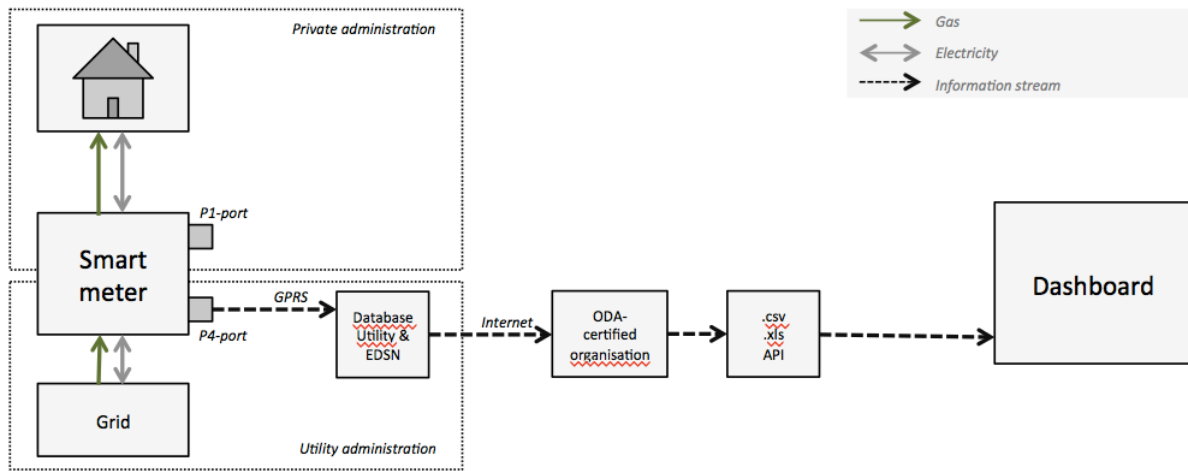 Private administration
Gas
Electricity
Information stream
P1-port
Smart
meter
Dashboard
GPRS
Internet
P4-port
Database
Utility &
EDSN
ODA-
certified
organisation
.csv
.xls
API
Grid
Utility administration